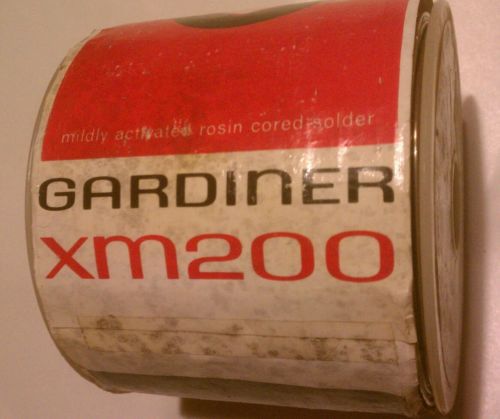 mildly activated rosin cored solder
GARDINER
xm200